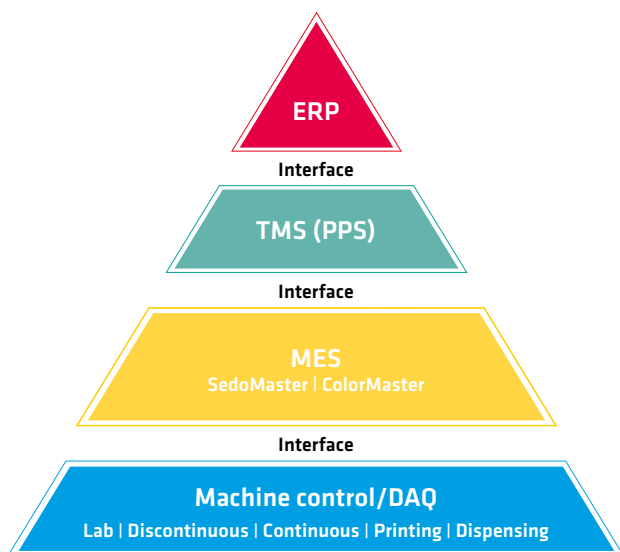 ERP
Interface
TMS (PPS)
Interface
MES
SedoMaster | ColorMaster
Interface
Machine control/DAQ
Lab | Discontinuous | Continuous | Printing | Dispensing